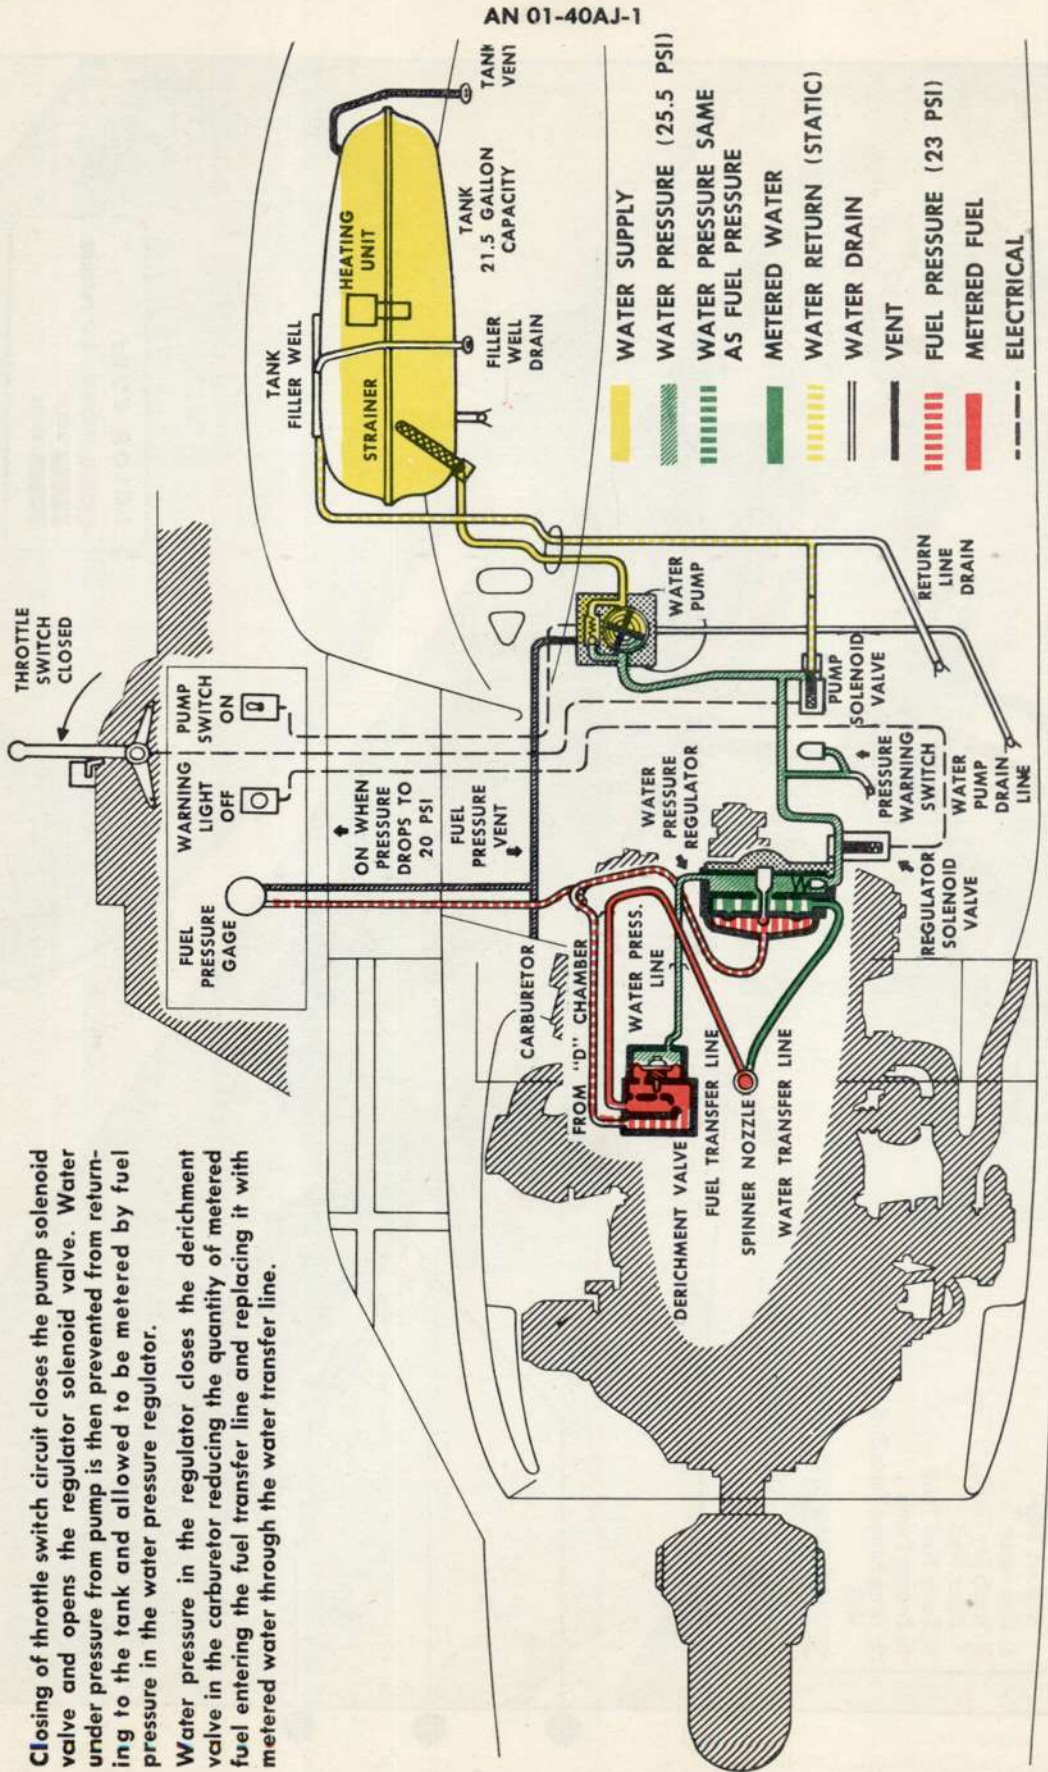 AN 01-40AJ-1
Closing of throttle switch circuit closes the pump solenoid
valve and opens the regulator solenoid valve. Water
under pressure from pump is then prevented from return-
ing to the tank and allowed to be metered by fuel
pressure in the water pressure regulator.
Water pressure in the regulator closes the derichment
valve in the carburetor reducing the quantity of metered
fuel entering the fuel transfer line and replacing it with
metered water through the water transfer line.
THROTTLE
SWITCH
CLOSED
FUEL
PRESSURE
GAGE
WARNING
LIGHT
OFF
PUMP
SWITCH
ON
ON WHEN
PRESSURE
DROPS TO
20 PSI
FUEL
PRESSURE
VENT
TANK
FILLER WELL
STRAINER
HEATING
UNIT
TANK
VENT
FILLER
WELL
DRAIN
TANK
21.5 GALLON
CAPACITY
CARBURETOR
FROM "D" CHAMBER
WATER PRESS.
LINE
WATER
PRESSURE
REGULATOR
WATER
PUMP
DERICHMENT VALVE
FUEL TRANSFER LINE
SPINNER NOZZLE
WATER TRANSFER LINE
REGULATOR
SOLENOID
VALVE
PRESSURE
WARNING
SWITCH
WATER
PUMP
DRAIN
LINE
PUMP
SOLENOID
VALVE
RETURN
LINE
DRAIN
WATER SUPPLY
WATER PRESSURE (25.5 PSI)
WATER PRESSURE SAME
AS FUEL PRESSURE
METERED WATER
WATER RETURN (STATIC)
WATER DRAIN
VENT
FUEL PRESSURE (23 PSI)
METERED FUEL
ELECTRICAL